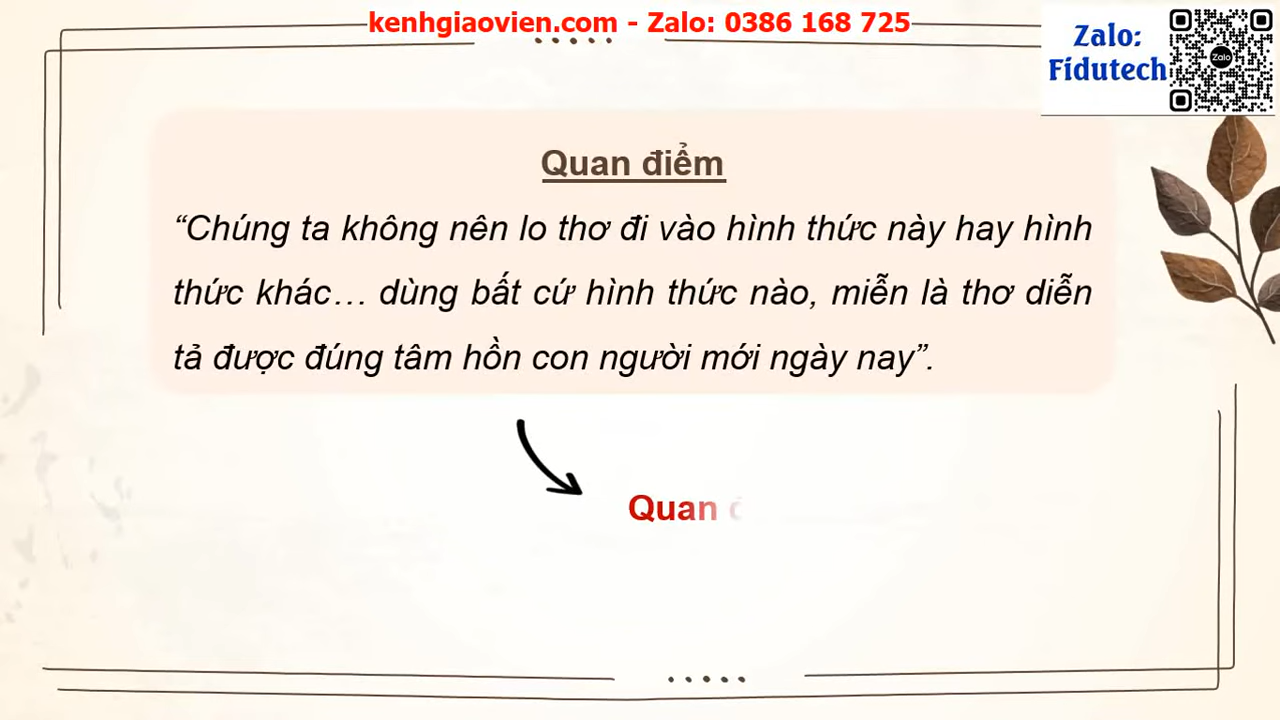 kenhgiaovien.com - Zalo: 0386 168 725
Zalo:
Fidutech
Zalo
Quan điểm
“Chúng ta không nên lo thơ đi vào hình thức này hay hình
thức khác… dùng bất cứ hình thức nào, miễn là thơ diễn
tả được đúng tâm hồn con người mới ngày nay”.
Quan